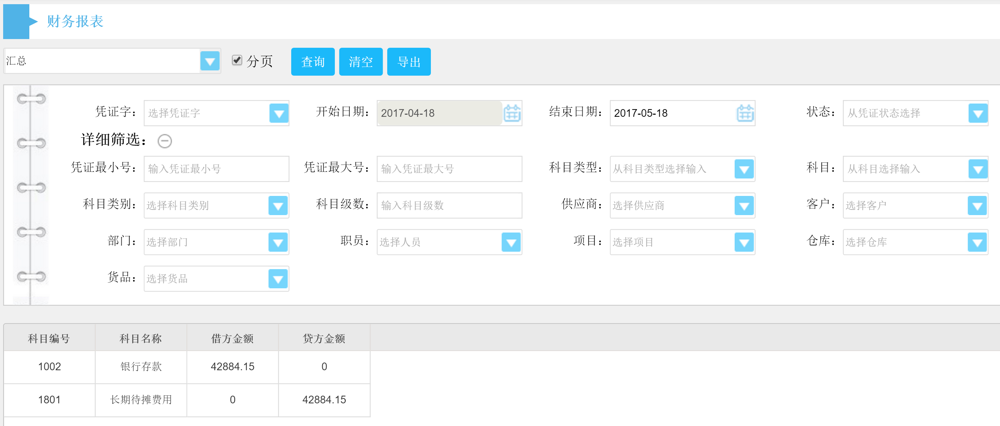 财务报表
汇总 分页 查询 清空 导出
凭证字： 选择凭证字 开始日期： 2017-04-18 结束日期： 2017-05-18 状态： 从凭证状态选择
详细筛选：
凭证最小号： 输入凭证最小号 凭证最大号： 输入凭证最大号 科目类型： 从科目类型选择输入 科目： 从科目选择输入
科目类别： 选择科目类别 科目级数： 输入科目级数 供应商： 选择供应商 客户： 选择客户
部门： 选择部门 职员： 选择人员 项目： 选择项目 仓库： 选择仓库
货品： 选择货品
科目编号 科目名称 借方金额 贷方金额
1002 银行存款 42884.15 0
1801 长期待摊费用 0 42884.15